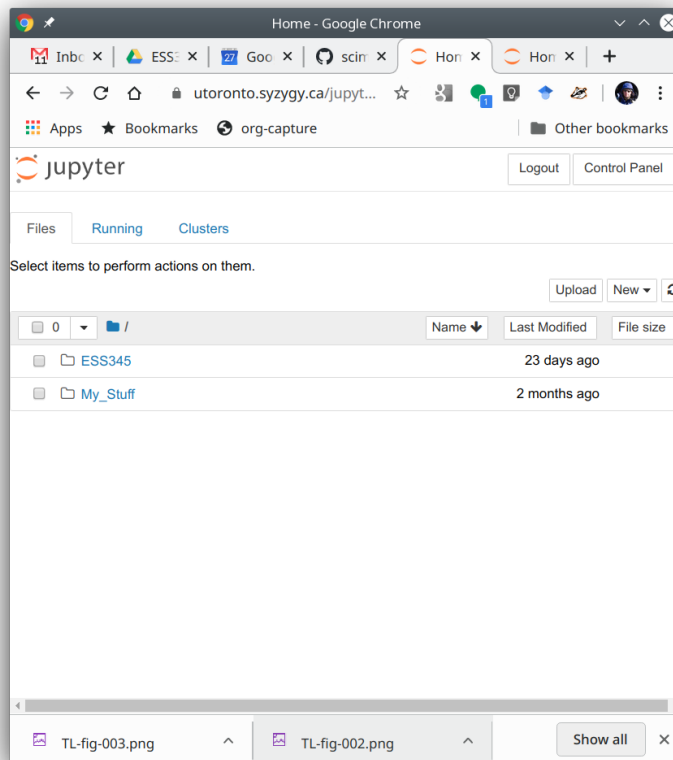 Home - Google Chrome
Inbc ESS3 27 Goo scim Hon Hon
utoronto.syzygy.ca/jupyt... 1
Apps Bookmarks org-capture Other bookmarks
jupyter Logout Control Panel
Files Running Clusters
Select items to perform actions on them.
Upload New
0 / Name Last Modified File size
ESS345 23 days ago
My_Stuff 2 months ago
TL-fig-003.png TL-fig-002.png Show all